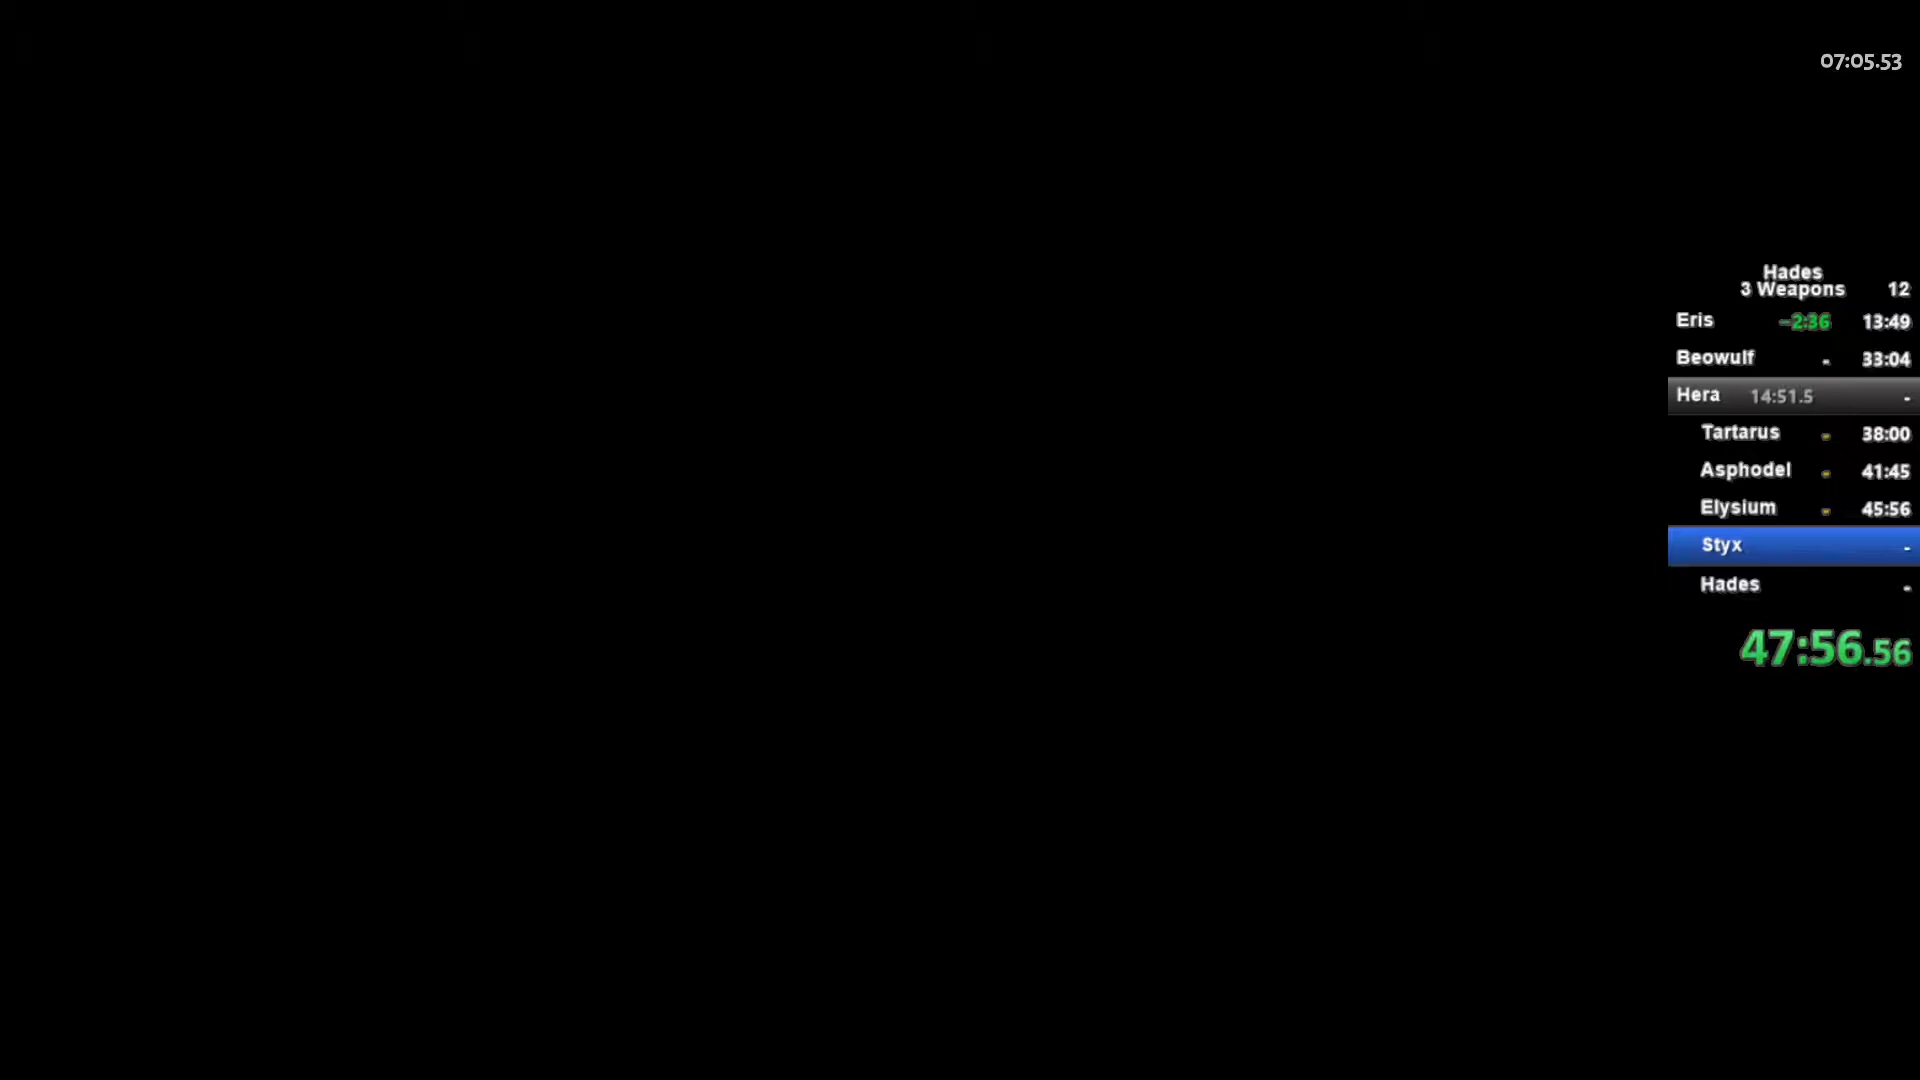 07:05.53
Hades
3 Weapons 12
Eris -2:36 13:49
Beowulf - 33:04
Hera 14:51.5 -
Tartarus - 38:00
Asphodel - 41:45
Elysium - 45:56
Styx -
Hades -
47:56.56